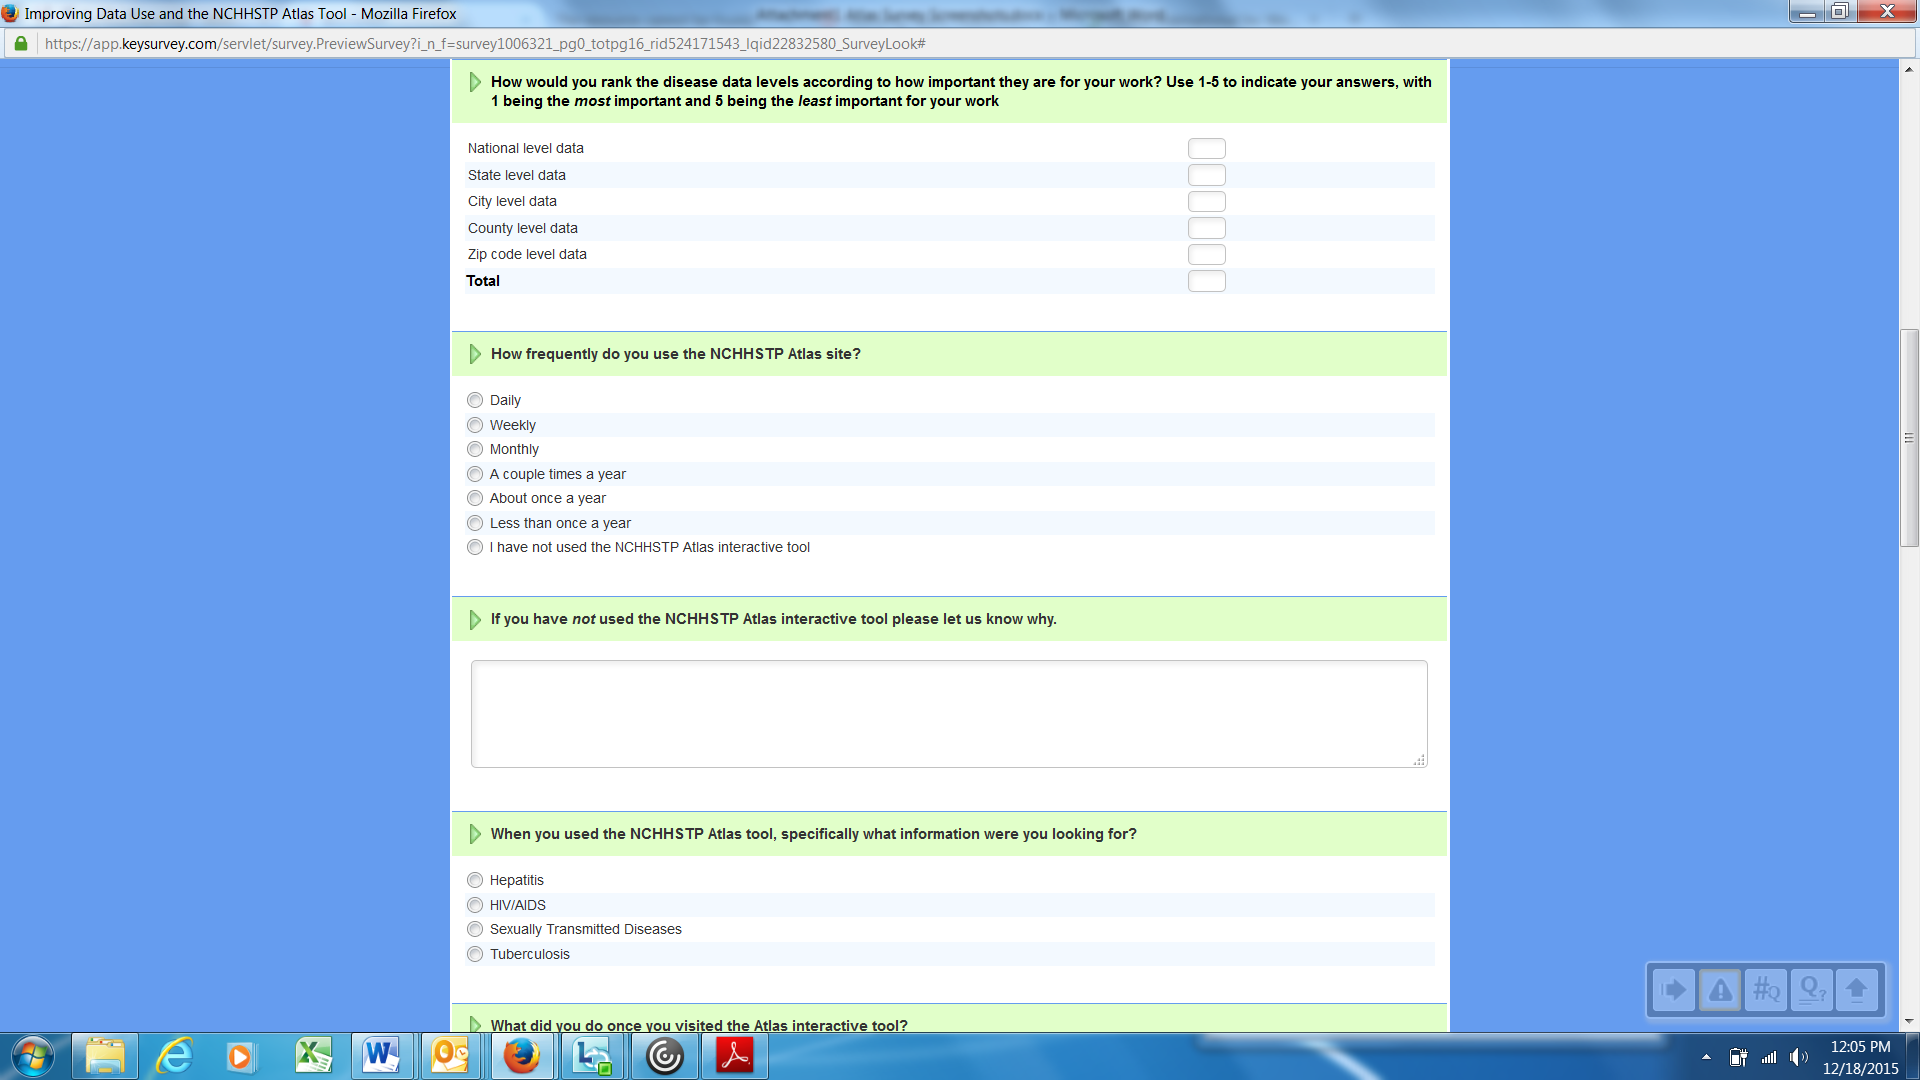 Improving Data Use and the NCHHSTP Atlas Tool - Mozilla Firefox
https://app.keysurvey.com/servlet/survey.PreviewSurvey?i_n_f=survey1006321_pg0_totpg16_rid524171543_lqid22832580_SurveyLook#
How would you rank the disease data levels according to how important they are for your work? Use 1-5 to indicate your answers, with
1 being the most important and 5 being the least important for your work
National level data
State level data
City level data
County level data
Zip code level data
Total
How frequently do you use the NCHHSTP Atlas site?
Daily
Weekly
Monthly
A couple times a year
About once a year
Less than once a year
I have not used the NCHHSTP Atlas interactive tool
If you have not used the NCHHSTP Atlas interactive tool please let us know why.
When you used the NCHHSTP Atlas tool, specifically what information were you looking for?
Hepatitis
HIV/AIDS
Sexually Transmitted Diseases
Tuberculosis
What did you do once you visited the Atlas interactive tool?
12:05 PM
12/18/2015